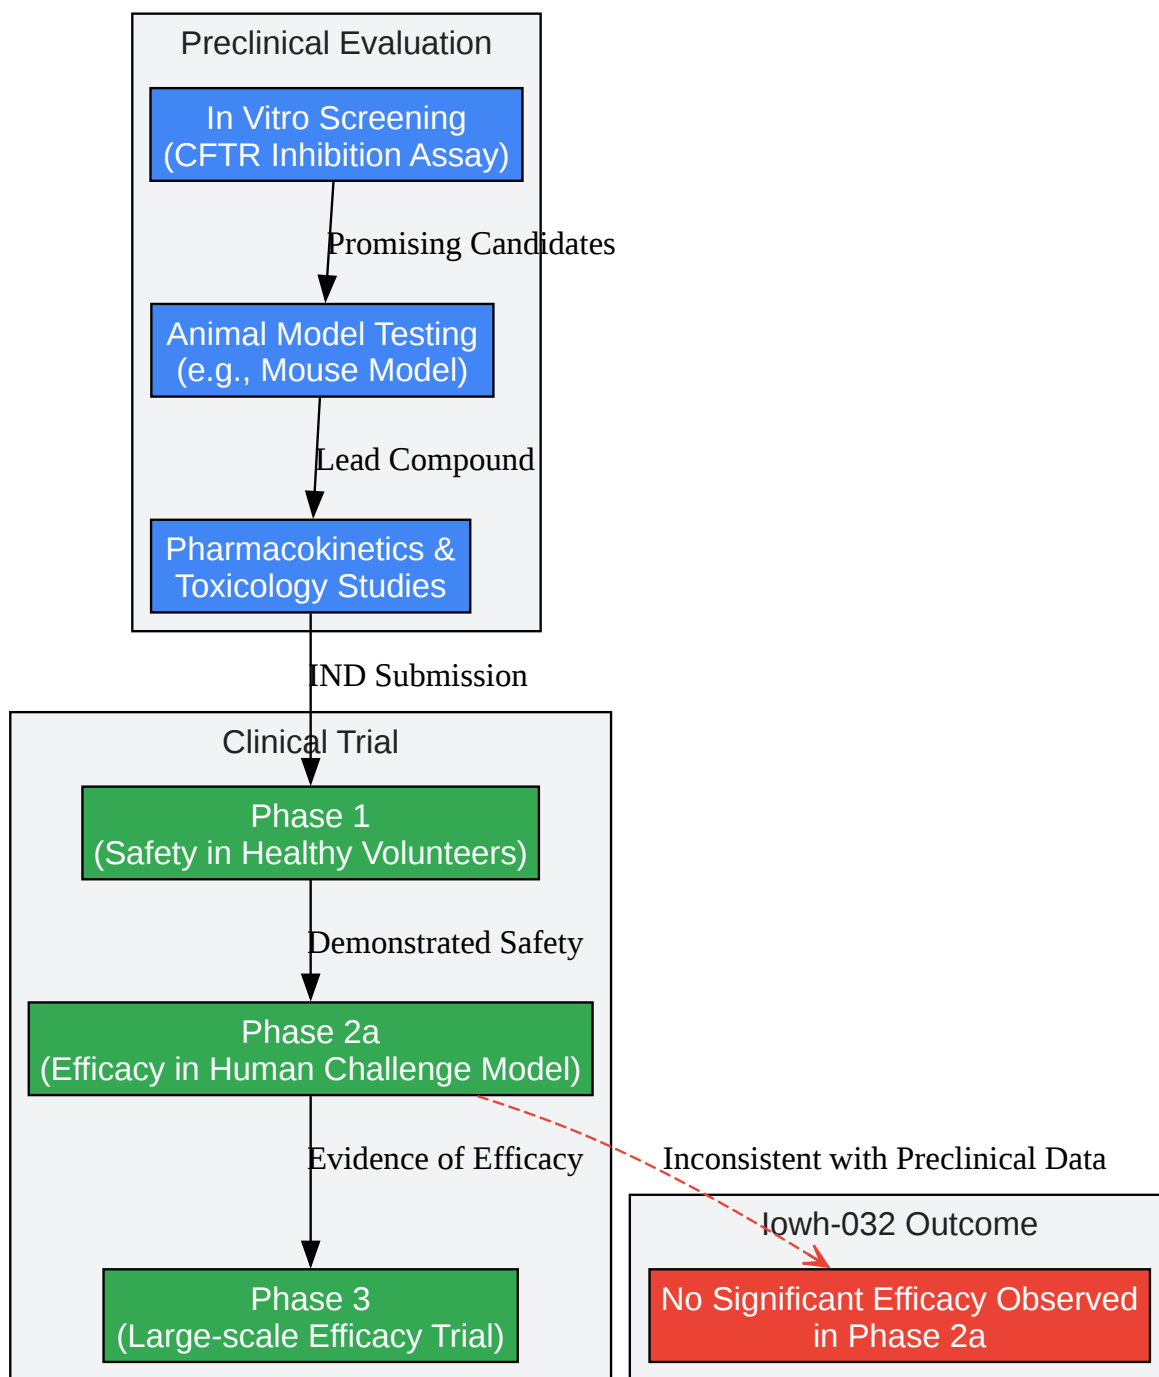 Preclinical Evaluation
In Vitro Screening
(CFTR Inhibition Assay)
Promising Candidates
Animal Model Testing
(e.g., Mouse Model)
Lead Compound
Pharmacokinetics &
Toxicology Studies
IND Submission
Clinical Trial
Phase 1
(Safety in Healthy Volunteers)
Demonstrated Safety
Phase 2a
(Efficacy in Human Challenge Model)
Evidence of Efficacy
Inconsistent with Preclinical Data
Iowh-032 Outcome
Phase 3
(Large-scale Efficacy Trial)
No Significant Efficacy Observed
in Phase 2a